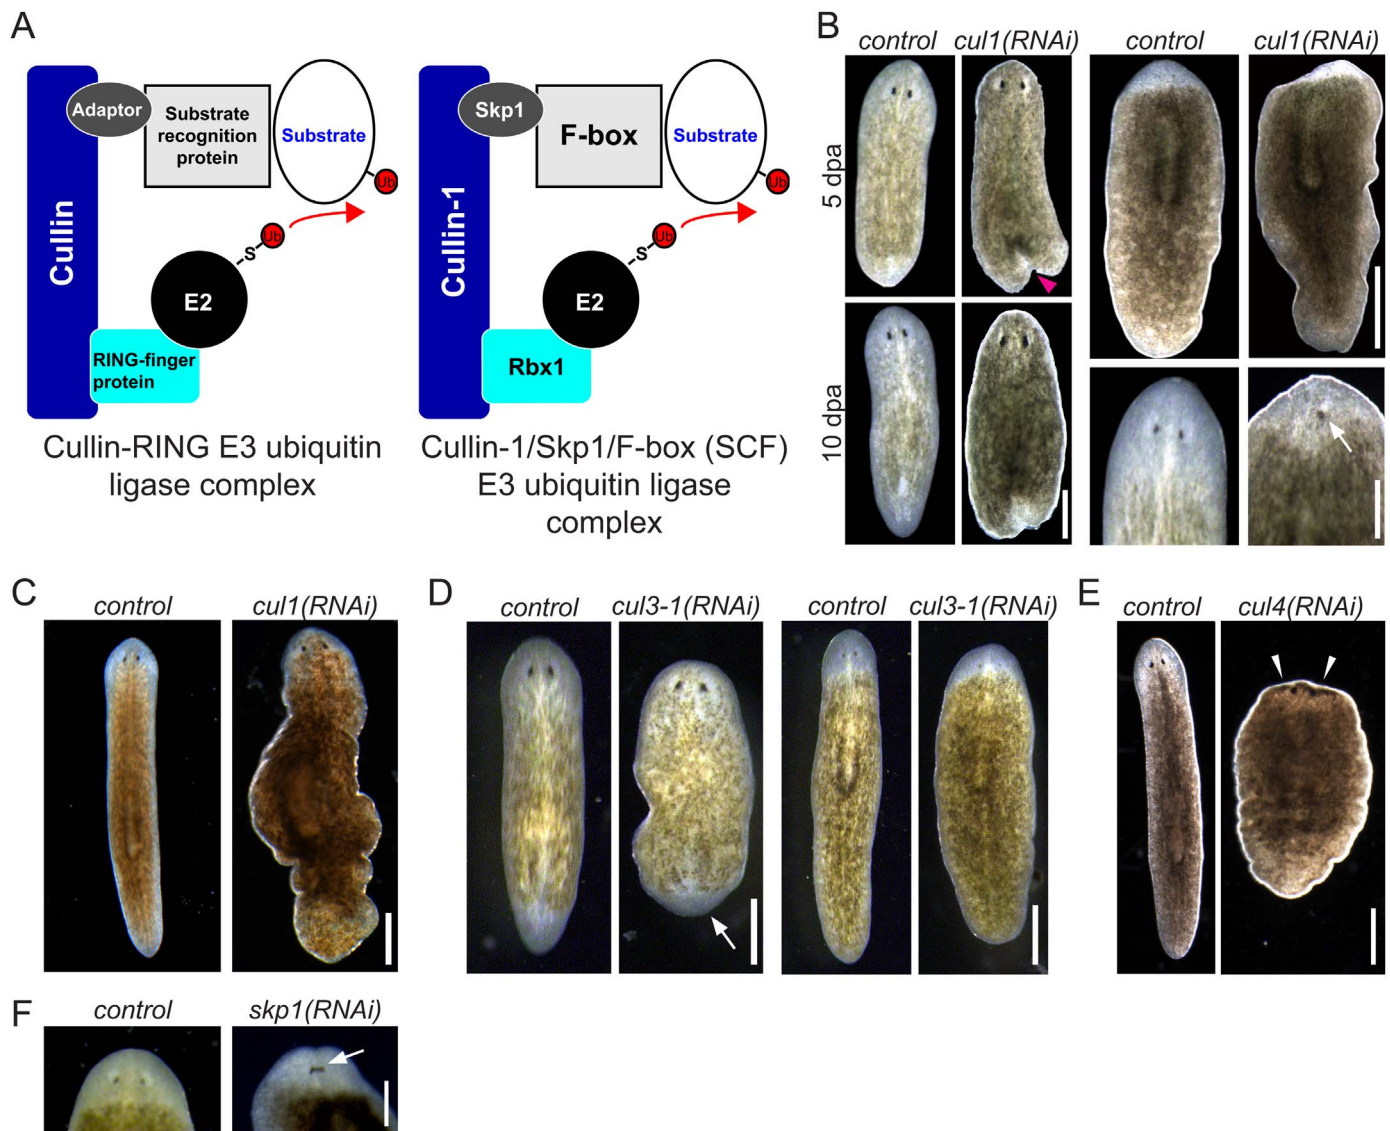 A
Adaptor
Substrate
recognition
protein
Substrate
Ub
Cullin
S
Ub
E2
RING-finger
protein
Cullin-RING E3 ubiquitin
ligase complex
Skp1
F-box
Substrate
Ub
Cullin-1
S
Ub
E2
Rbx1
Cullin-1/Skp1/F-box (SCF)
E3 ubiquitin ligase
complex
B
control cul1(RNAi) control cul1(RNAi)
5 dpa
10 dpa
C
control cul1(RNAi)
D
control cul3-1(RNAi) control cul3-1(RNAi)
E
control cul4(RNAi)
F
control skp1(RNAi)